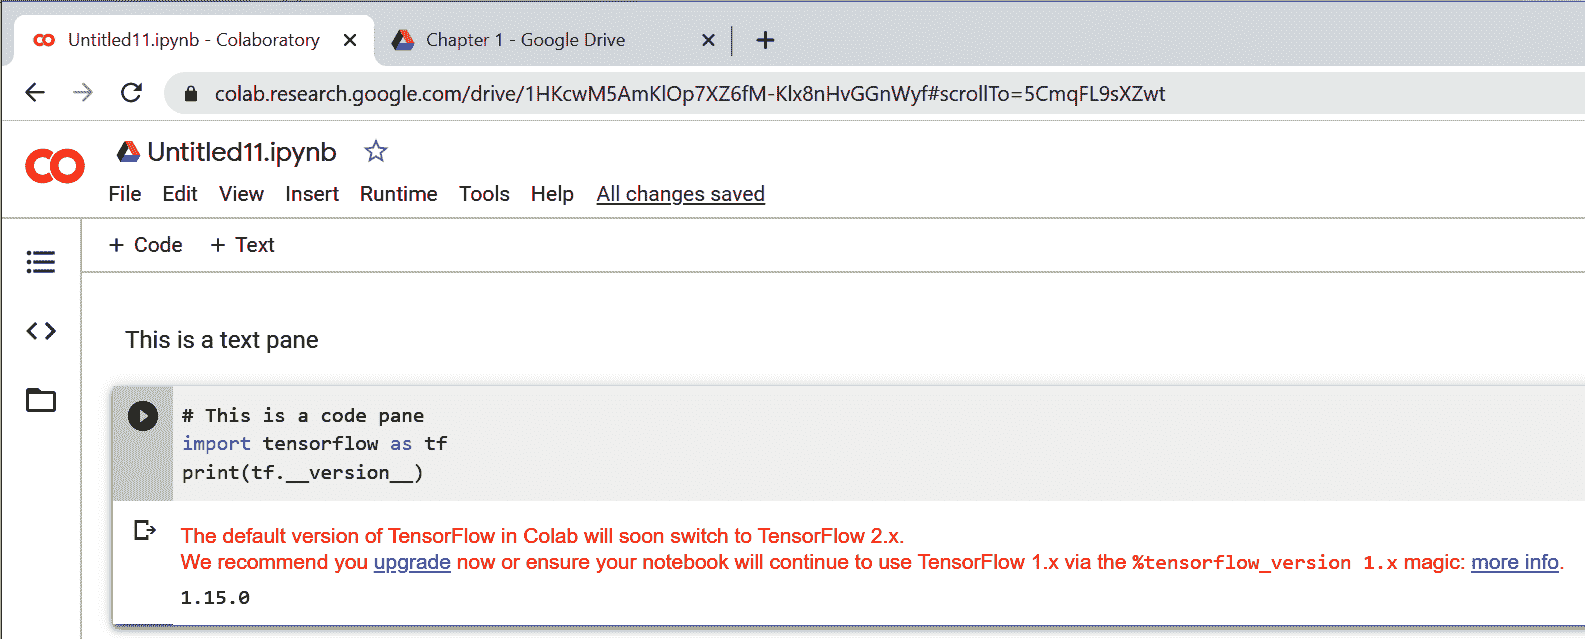 Untitled11.ipynb - Colaboratory
Chapter 1 - Google Drive
colab.research.google.com/drive/1HKcwM5AmKlOp7XZ6fM-Klx8nHvGGnWyf#scrollTo=5CmqFL9sXZwt
Untitled11.ipynb
File Edit View Insert Runtime Tools Help All changes saved
+ Code + Text
This is a text pane
# This is a code pane
import tensorflow as tf
print(tf.__version__)
The default version of TensorFlow in Colab will soon switch to TensorFlow 2.x.
We recommend you upgrade now or ensure your notebook will continue to use TensorFlow 1.x via the %tensorflow_version 1.x magic: more info.
1.15.0